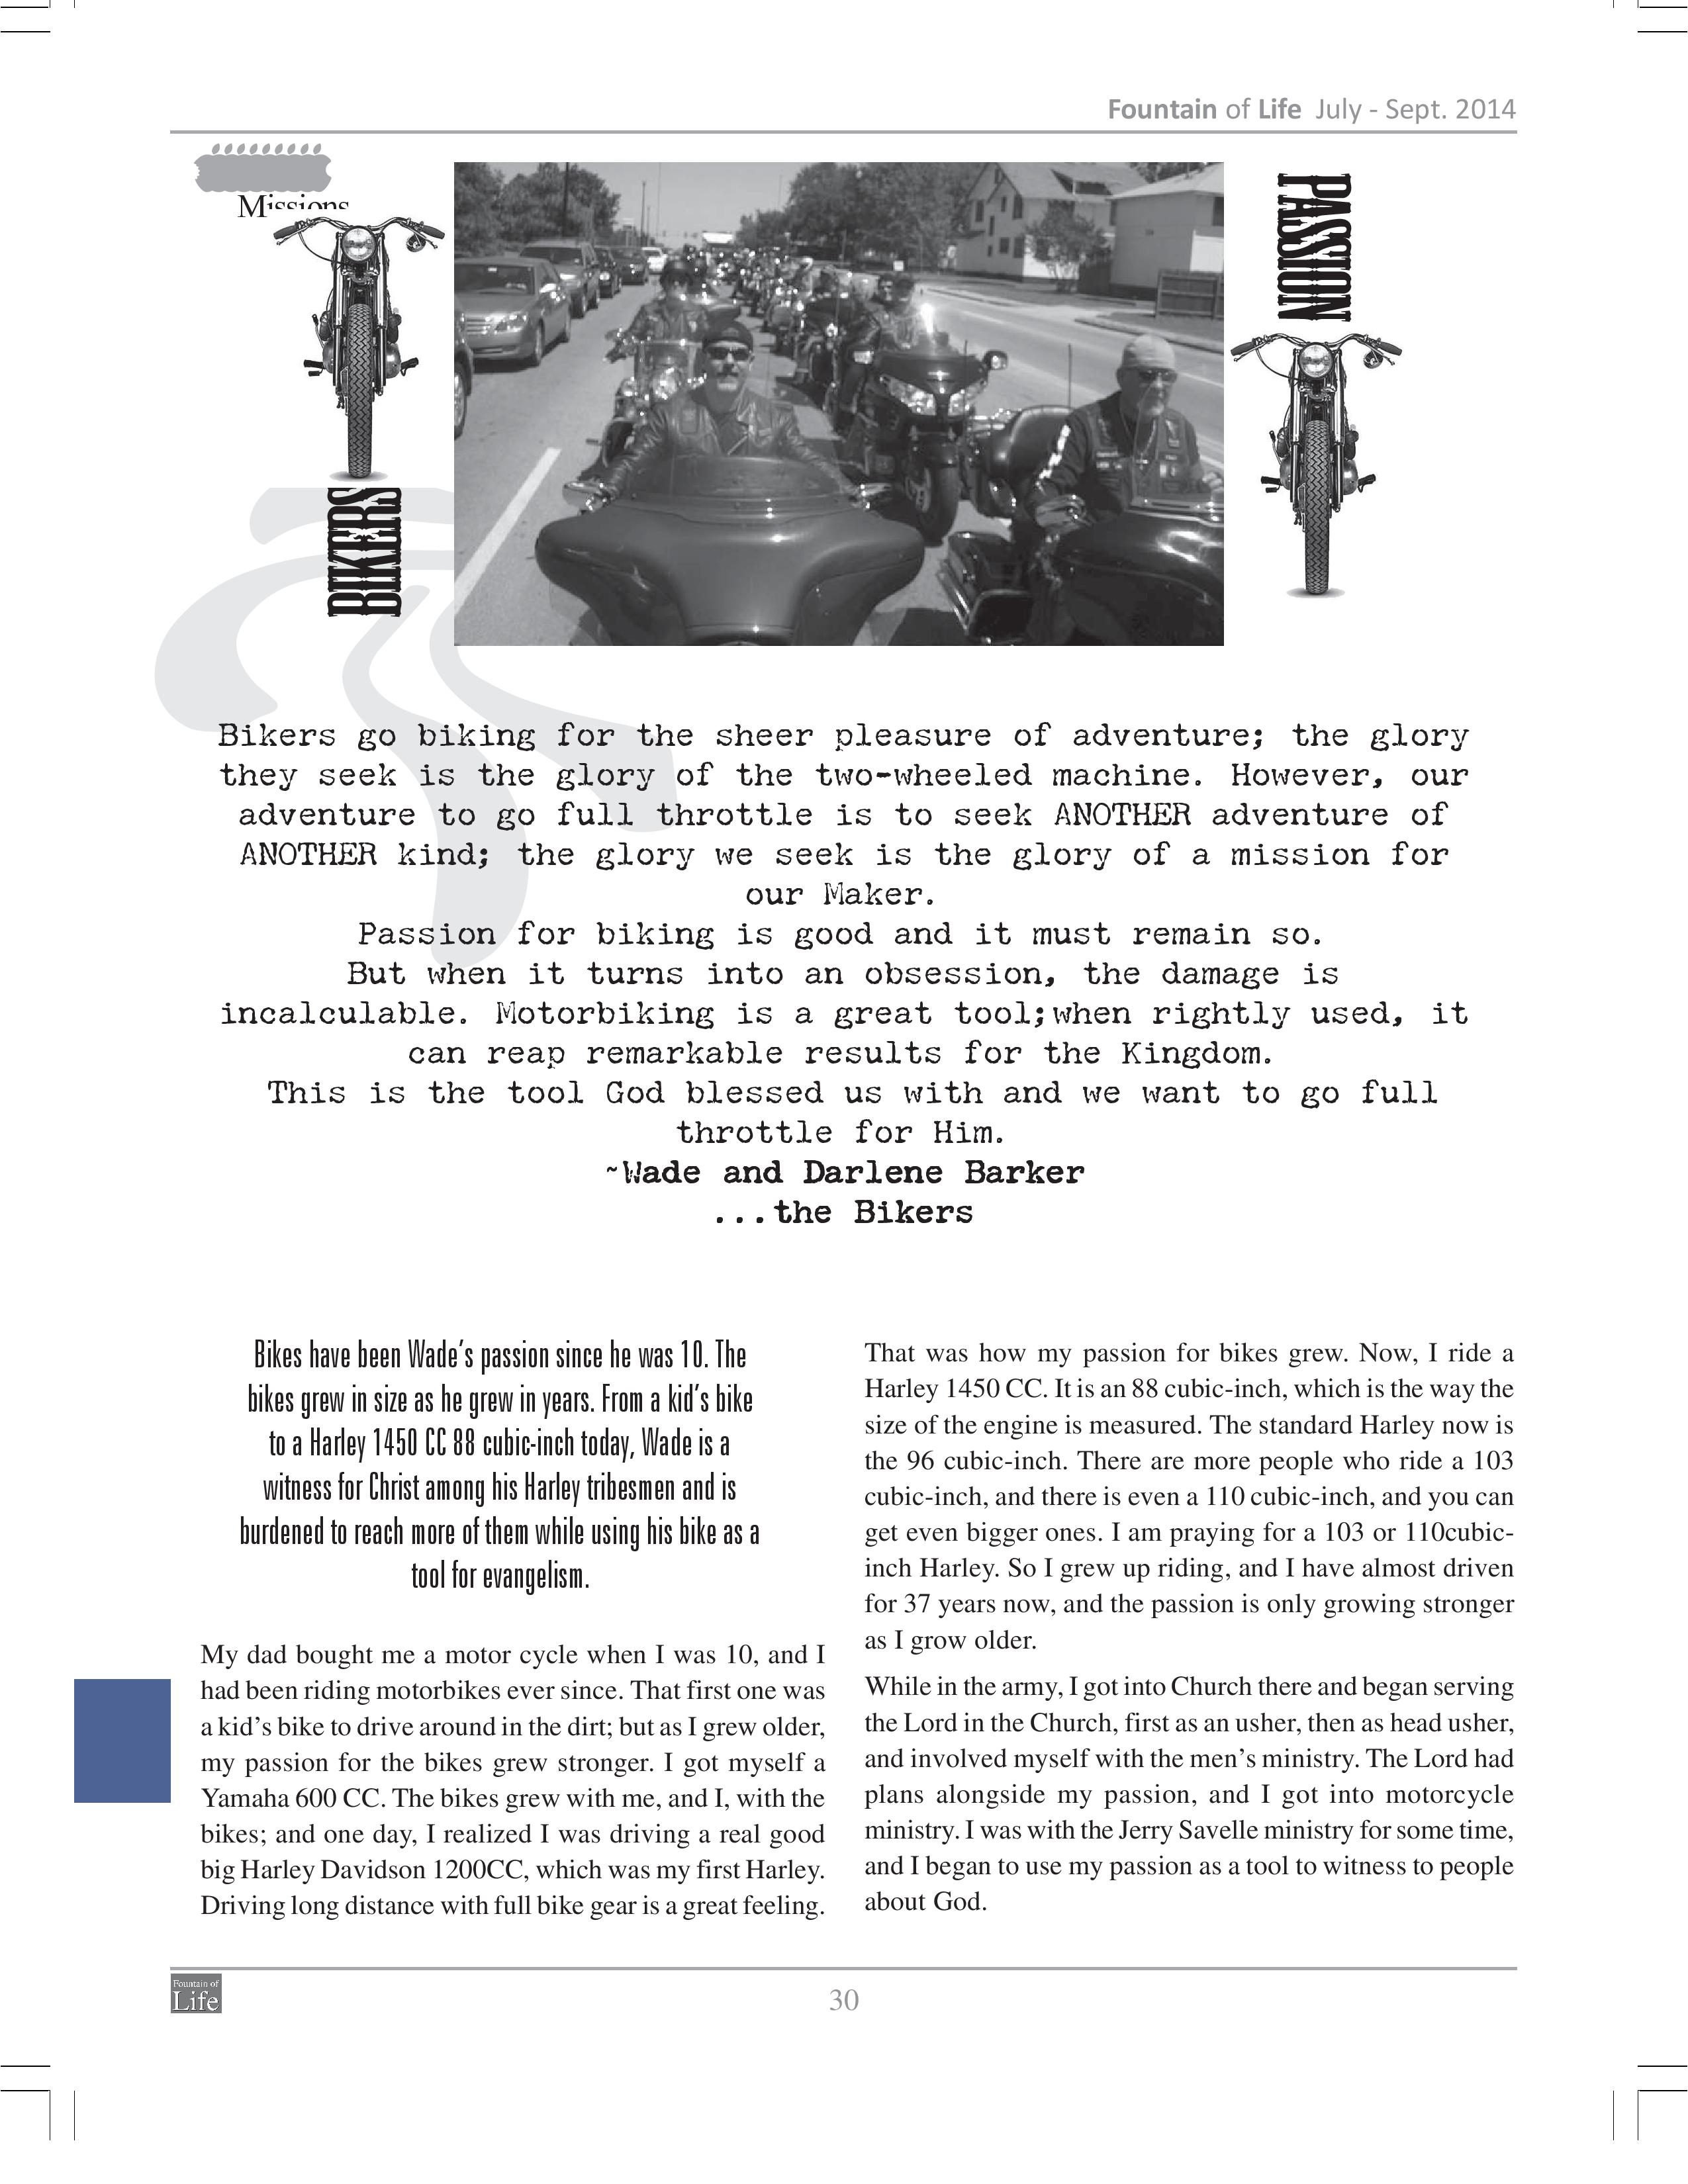 Fountain of Life July - Sept. 2014
Missions
BIKERS
PASSION
Bikers go biking for the sheer pleasure of adventure; the glory
they seek is the glory of the two-wheeled machine. However, our
adventure to go full throttle is to seek ANOTHER adventure of
ANOTHER kind; the glory we seek is the glory of a mission for
our Maker.
Passion for biking is good and it must remain so.
But when it turns into an obsession, the damage is
incalculable. Motorbiking is a great tool;when rightly used, it
can reap remarkable results for the Kingdom.
This is the tool God blessed us with and we want to go full
throttle for Him.
~Wade and Darlene Barker
...the Bikers
Bikes have been Wade's passion since he was 10. The
bikes grew in size as he grew in years. From a kid's bike
to a Harley 1450 CC 88 cubic-inch today, Wade is a
witness for Christ among his Harley tribesmen and is
burdened to reach more of them while using his bike as a
tool for evangelism.
My dad bought me a motor cycle when I was 10, and I
had been riding motorbikes ever since. That first one was
a kid's bike to drive around in the dirt; but as I grew older,
my passion for the bikes grew stronger. I got myself a
Yamaha 600 CC. The bikes grew with me, and I, with the
bikes; and one day, I realized I was driving a real good
big Harley Davidson 1200CC, which was my first Harley.
Driving long distance with full bike gear is a great feeling.
That was how my passion for bikes grew. Now, I ride a
Harley 1450 CC. It is an 88 cubic-inch, which is the way the
size of the engine is measured. The standard Harley now is
the 96 cubic-inch. There are more people who ride a 103
cubic-inch, and there is even a 110 cubic-inch, and you can
get even bigger ones. I am praying for a 103 or 110cubic-
inch Harley. So I grew up riding, and I have almost driven
for 37 years now, and the passion is only growing stronger
as I grow older.
While in the army, I got into Church there and began serving
the Lord in the Church, first as an usher, then as head usher,
and involved myself with the men's ministry. The Lord had
plans alongside my passion, and I got into motorcycle
ministry. I was with the Jerry Savelle ministry for some time,
and I began to use my passion as a tool to witness to people
about God.
Fountain of
Life
30